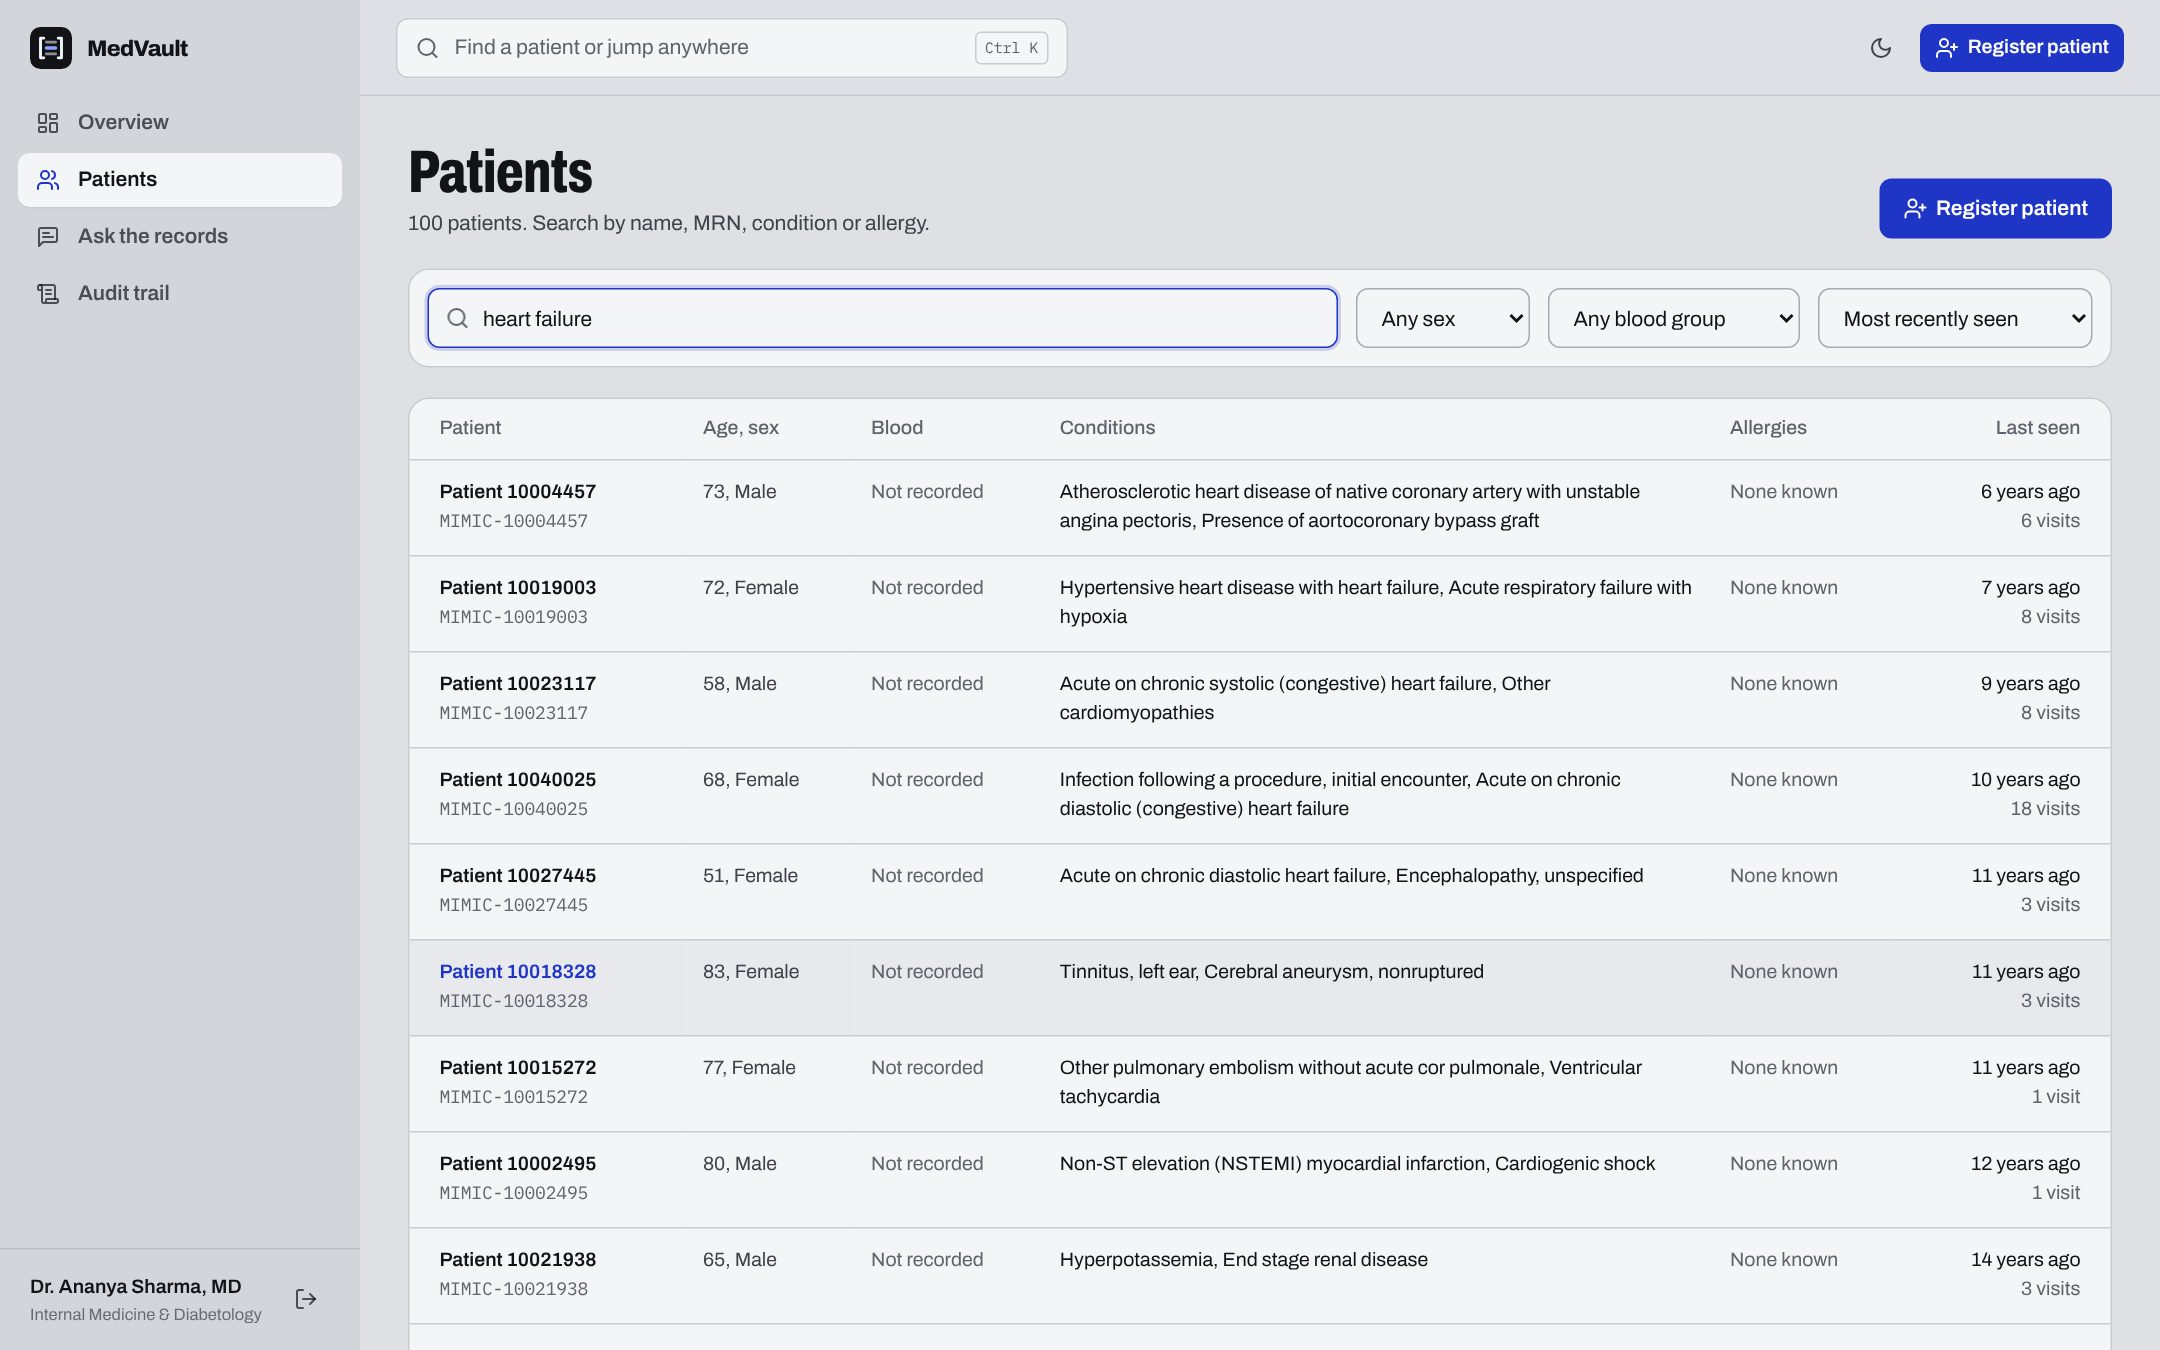 MedVault
Find a patient or jump anywhere
Ctrl K
Register patient
Overview
Patients
Ask the records
Audit trail
Patients
100 patients. Search by name, MRN, condition or allergy.
Register patient
heart failure
Any sex
Any blood group
Most recently seen
Patient Age, sex Blood Conditions Allergies Last seen
Patient 10004457 73, Male Not recorded Atherosclerotic heart disease of native coronary artery with unstable None known 6 years ago
MIMIC-10004457 angina pectoris, Presence of aortocoronary bypass graft 6 visits
Patient 10019003 72, Female Not recorded Hypertensive heart disease with heart failure, Acute respiratory failure with None known 7 years ago
MIMIC-10019003 hypoxia 8 visits
Patient 10023117 58, Male Not recorded Acute on chronic systolic (congestive) heart failure, Other None known 9 years ago
MIMIC-10023117 cardiomyopathies 8 visits
Patient 10040025 68, Female Not recorded Infection following a procedure, initial encounter, Acute on chronic None known 10 years ago
MIMIC-10040025 diastolic (congestive) heart failure 18 visits
Patient 10027445 51, Female Not recorded Acute on chronic diastolic heart failure, Encephalopathy, unspecified None known 11 years ago
MIMIC-10027445 3 visits
Patient 10018328 83, Female Not recorded Tinnitus, left ear, Cerebral aneurysm, nonruptured None known 11 years ago
MIMIC-10018328 3 visits
Patient 10015272 77, Female Not recorded Other pulmonary embolism without acute cor pulmonale, Ventricular None known 11 years ago
MIMIC-10015272 tachycardia 1 visit
Patient 10002495 80, Male Not recorded Non-ST elevation (NSTEMI) myocardial infarction, Cardiogenic shock None known 12 years ago
MIMIC-10002495 1 visit
Patient 10021938 65, Male Not recorded Hyperpotassemia, End stage renal disease None known 14 years ago
MIMIC-10021938 3 visits
Dr. Ananya Sharma, MD
Internal Medicine & Diabetology